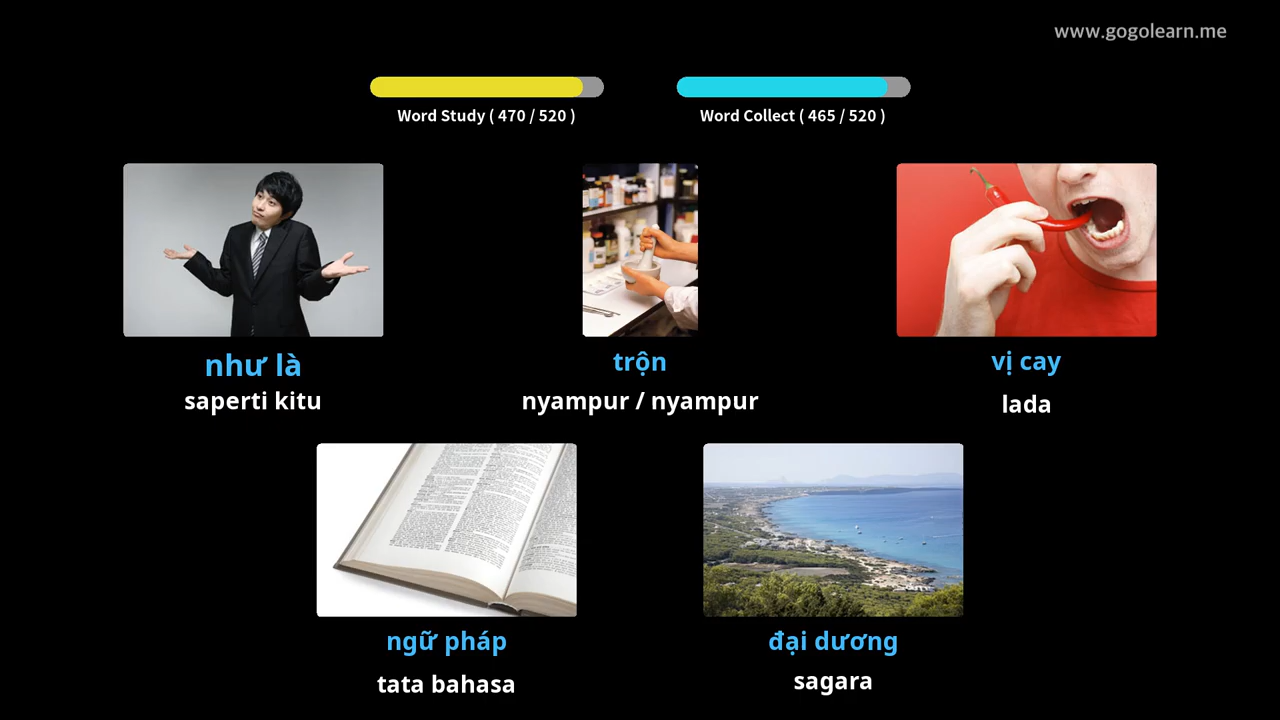 www.gogolearn.me
Word Study ( 470 / 520 )
Word Collect ( 465 / 520 )
như là
saperti kitu
trộn
nyampur / nyampur
vị cay
lada
ngữ pháp
tata bahasa
đại dương
sagara